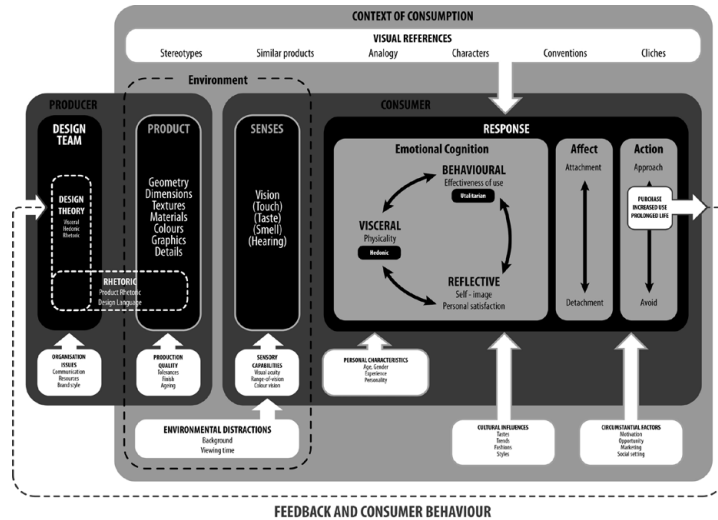 CONTEXT OF CONSUMPTION
VISUAL REFERENCES
Stereotypes Similar products Analogy Characters Conventions Cliches
Environment
PRODUCER
CONSUMER
DESIGN
TEAM
DESIGN
THEORY
Visceral
Hedonic
Rhetoric
PRODUCT
Geometry
Dimensions
Textures
Materials
Colours
Graphics
Details
RHETORIC
Product Rhetoric
Design Language
SENSES
Vision
(Touch)
(Taste)
(Smell)
(Hearing)
RESPONSE
Emotional Cognition
BEHAVIOURAL
Effectiveness of use
Utalitarian
VISCERAL
Physicality
Hedonic
REFLECTIVE
Self - image
Personal satisfaction
Affect
Attachment
Detachment
Action
Approach
PURCHASE
INCREASED USE
PROLONGED LIFE
Avoid
ORGANISATION
ISSUES
Communication
Resources
Brand style
PRODUCTION
QUALITY
Tolerances
Finish
Ageing
SENSORY
CAPABILITIES
Visual acuity
Range-of-vision
Colour vision
PERSONAL CHARACTERISTICS
Age, Gender
Experience
Personality
ENVIRONMENTAL DISTRACTIONS
Background
Viewing time
CULTURAL INFLUENCES
Tastes
Trends
Fashions
Styles
CIRCUMSTANTIAL FACTORS
Motivation
Opportunity
Marketing
Social setting
FEEDBACK AND CONSUMER BEHAVIOUR